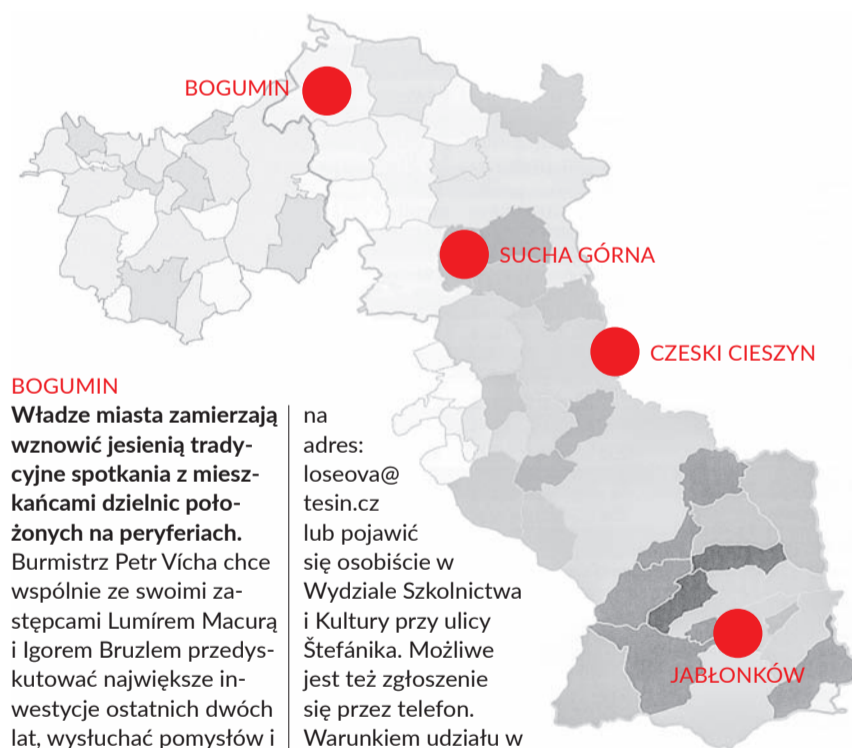 BOGUMIN
SUCHA GÓRNA
CZESKI CIESZYN
JABŁONKÓW
BOGUMIN
Władze miasta zamierzają
wznowić jesienią trady-
cyjne spotkania z miesz-
kańcami dzielnic poło-
żonych na peryferiach.
Burmistrz Petr Vícha chce
wspólnie ze swoimi za-
stępcami Lumírem Macurą
i Igorem Bruzlem przedys-
kutować największe in-
westycje ostatnich dwóch
lat, wysłuchać pomysłów i
na
adres:
loseova@
tesin.cz
lub pojawić
się osobiście w
Wydziale Szkolnictwa
i Kultury przy ulicy
Štefánika. Możliwe
jest też zgłoszenie
się przez telefon.
Warunkiem udziału w